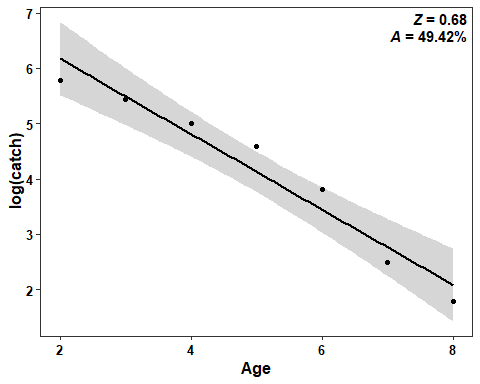 Z = 0.68
A = 49.42%
7
6
5
4
3
2
log(catch)
2
4
6
8
Age